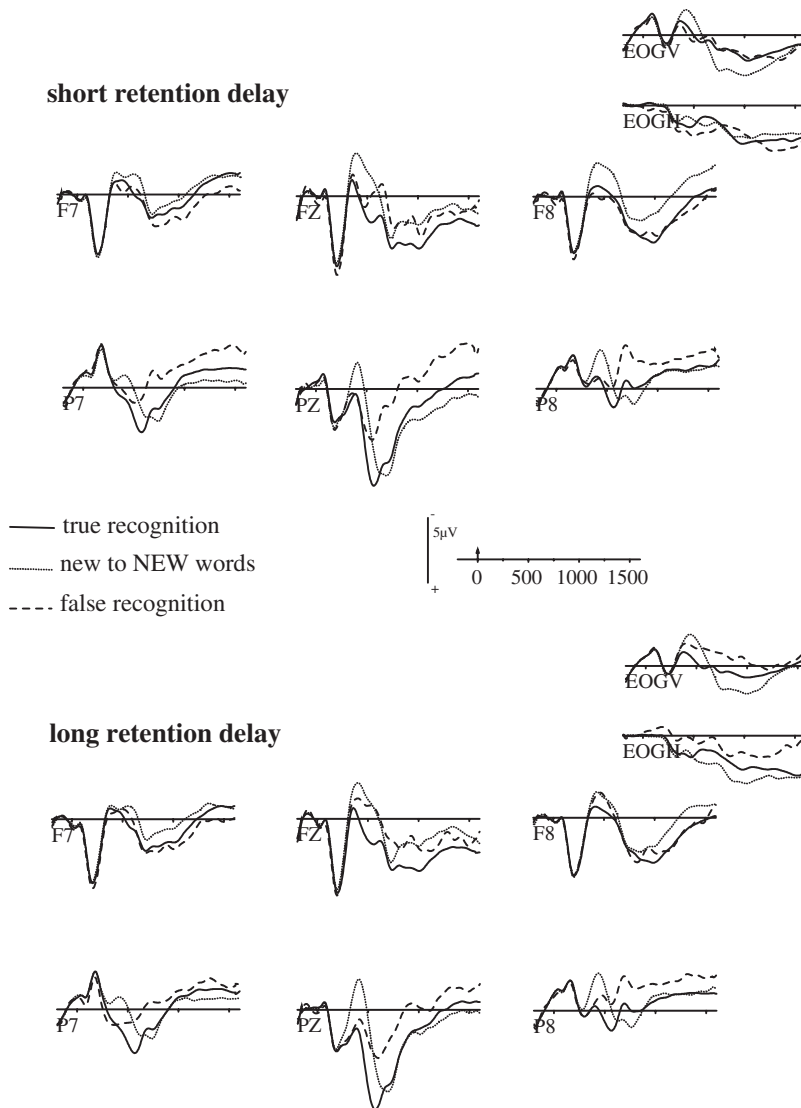 EOGV
short retention delay
EOGH
F7 FZ F8
P7 PZ P8
true recognition
new to NEW words
false recognition
-
5µV
+
0 500 1000 1500
EOGV
long retention delay
EOGH
F7 FZ F8
P7 PZ P8